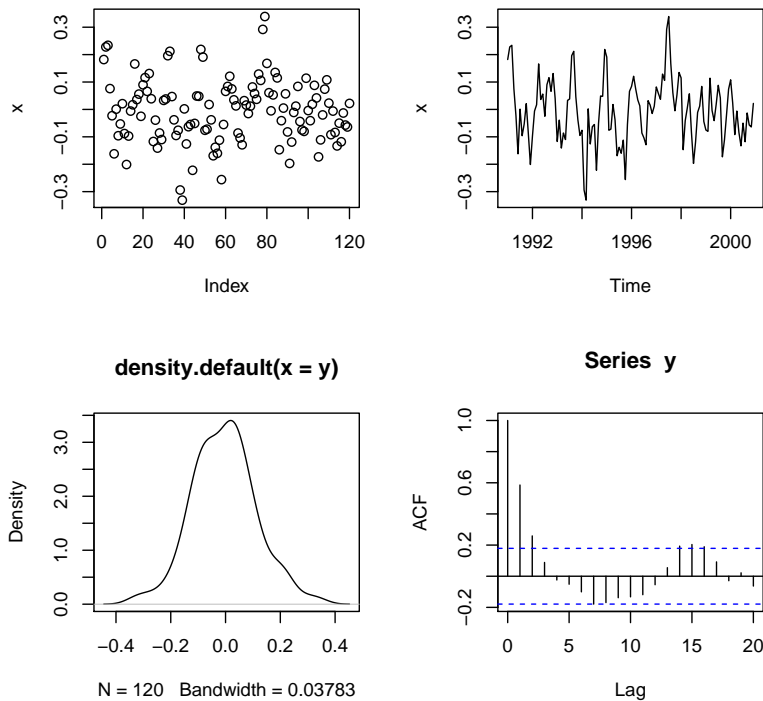 x
0.3
0.1
−0.1
−0.3
0 20 40 60 80 120
Index
x
0.3
0.1
−0.1
−0.3
1992 1996 2000
Time
density.default(x = y)
Density
3.0
2.0
1.0
0.0
−0.4 −0.2 0.0 0.2 0.4
N = 120 Bandwidth = 0.03783
Series y
ACF
1.0
0.6
0.2
−0.2
0 5 10 15 20
Lag